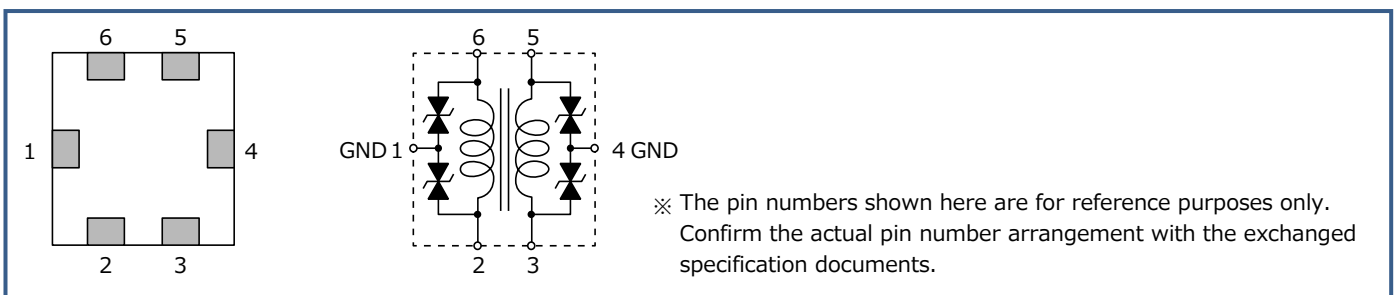 6 5
1 4
2 3
6 5
GND 1 4 GND
2 3
※ The pin numbers shown here are for reference purposes only.
Confirm the actual pin number arrangement with the exchanged
specification documents.